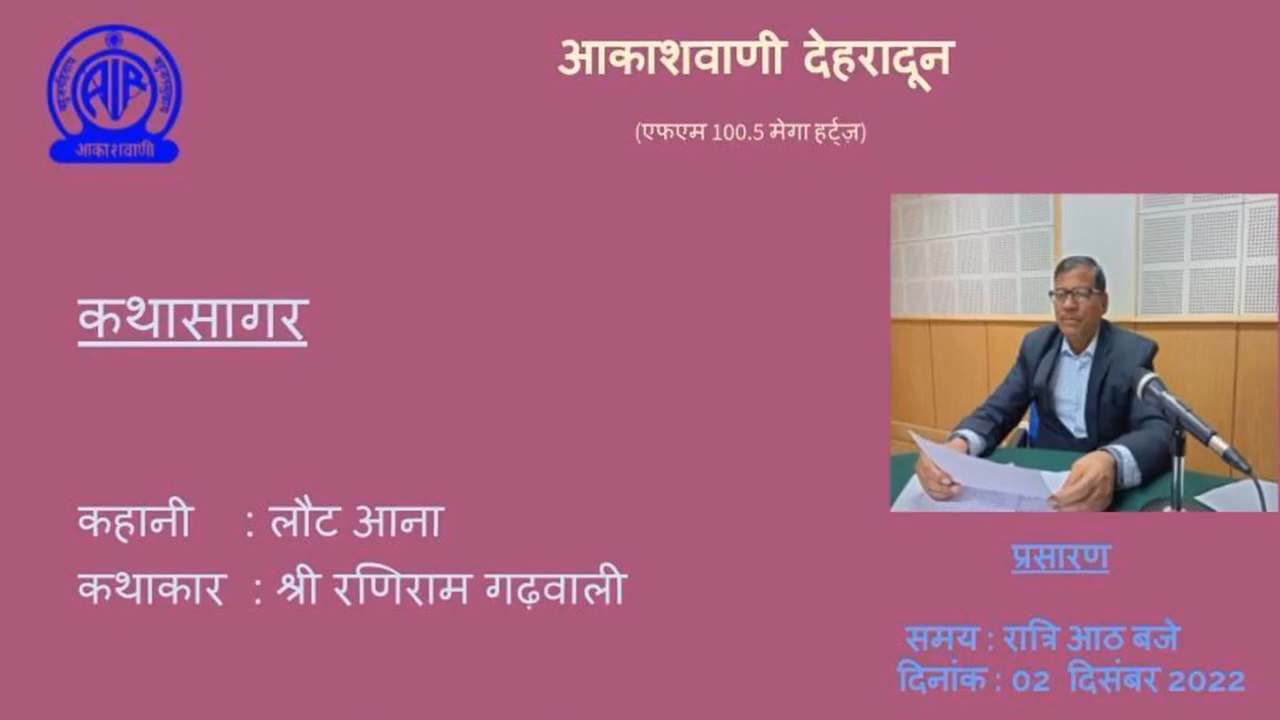 आकाशवाणी देहरादून
(एफएम 100.5 मेगा हर्ट्ज़)
आकाशवाणी
कथासागर
कहानी : लौट आना
कथाकार : श्री रणिराम गढ़वाली
प्रसारण
समय : रात्रि आठ बजे
दिनांक : 02 दिसंबर 2022